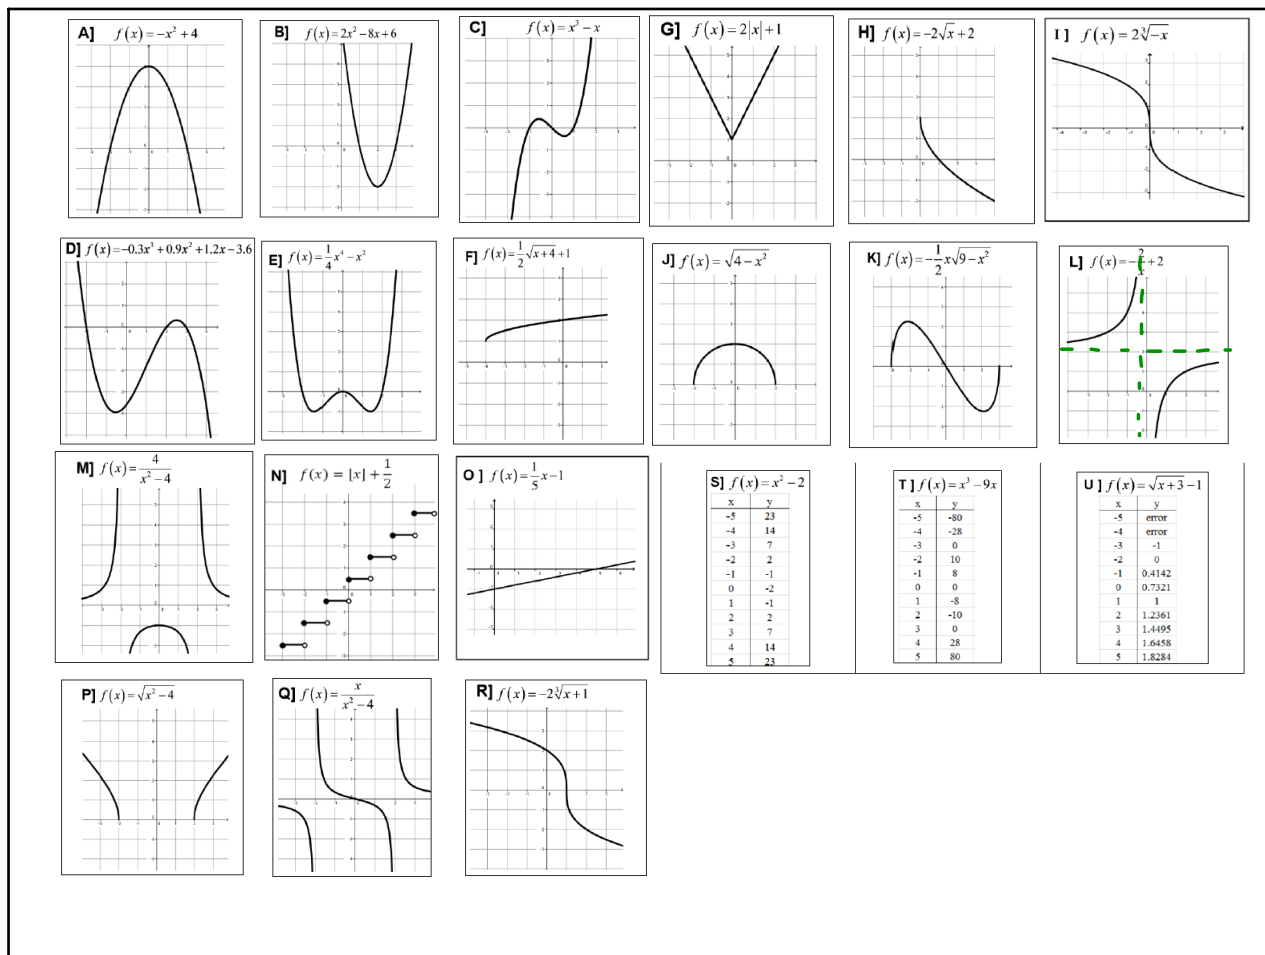 A] f(x) = −x² + 4
B] f(x) = 2x² − 8x + 6
C] f(x) = x³ − x
G] f(x) = 2|x| + 1
H] f(x) = −2√x + 2
I ] f(x) = 2∛−x
D] f(x) = −0.3x³ + 0.9x² + 1.2x − 3.6
E] f(x) = 1/4 x⁴ − x²
F] f(x) = 1/2 √(x+4) + 1
J] f(x) = √(4 − x²)
K] f(x) = −1/2 x√(9 − x²)
L] f(x) = −2/x + 2
M] f(x) = 4/(x² − 4)
N] f(x) = ⌊x⌋ + 1/2
O ] f(x) = 1/5 x − 1
S] f(x) = x² − 2
x y
-5 23
-4 14
-3 7
-2 2
-1 -1
0 -2
1 -1
2 2
3 7
4 14
5 23
T ] f(x) = x³ − 9x
x y
-5 -80
-4 -28
-3 0
-2 10
-1 8
0 0
1 -8
2 -10
3 0
4 28
5 80
U ] f(x) = √(x+3) − 1
x y
-5 error
-4 error
-3 -1
-2 0
-1 0.4142
0 0.7321
1 1
2 1.2361
3 1.4495
4 1.6458
5 1.8284
P] f(x) = √(x² − 4)
Q] f(x) = x/(x² − 4)
R] f(x) = −2∛(x+1)